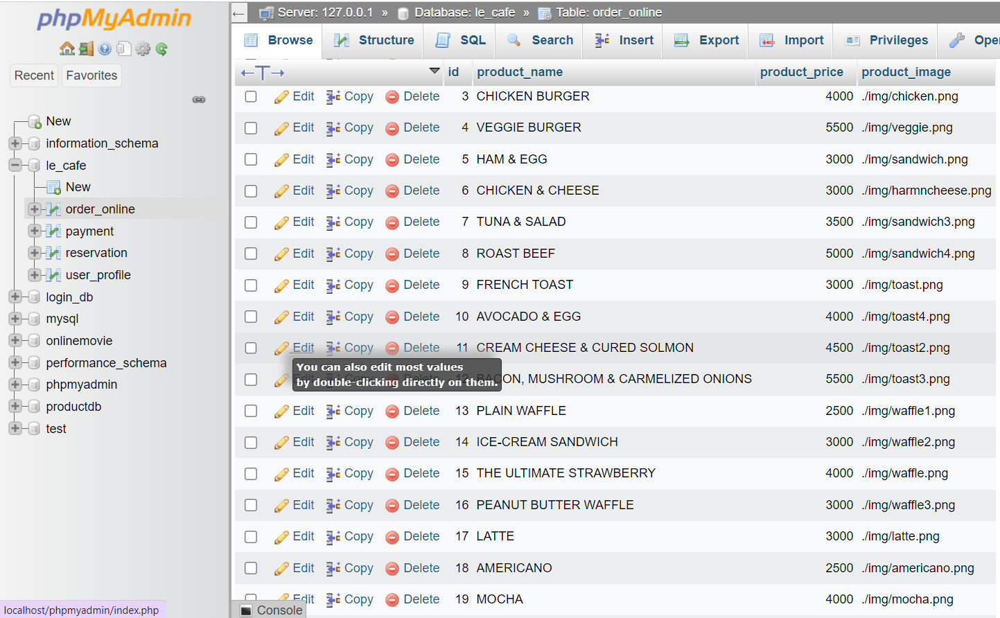 phpMyAdmin
Recent Favorites
New
information_schema
le_cafe
New
order_online
payment
reservation
user_profile
login_db
mysql
onlinemovie
performance_schema
phpmyadmin
productdb
test
localhost/phpmyadmin/index.php
Server: 127.0.0.1 » Database: le_cafe » Table: order_online
Browse Structure SQL Search Insert Export Import Privileges Oper
id product_name product_price product_image
Edit Copy Delete 3 CHICKEN BURGER 4000 ./img/chicken.png
Edit Copy Delete 4 VEGGIE BURGER 5500 ./img/veggie.png
Edit Copy Delete 5 HAM & EGG 3000 ./img/sandwich.png
Edit Copy Delete 6 CHICKEN & CHEESE 3000 ./img/harmncheese.png
Edit Copy Delete 7 TUNA & SALAD 3500 ./img/sandwich3.png
Edit Copy Delete 8 ROAST BEEF 5000 ./img/sandwich4.png
Edit Copy Delete 9 FRENCH TOAST 3000 ./img/toast.png
Edit Copy Delete 10 AVOCADO & EGG 4000 ./img/toast4.png
Edit Copy Delete 11 CREAM CHEESE & CURED SOLMON 4500 ./img/toast2.png
You can also edit most values
by double-clicking directly on them.
Edit Copy Delete 12 BACON, MUSHROOM & CARMELIZED ONIONS 5500 ./img/toast3.png
Edit Copy Delete 13 PLAIN WAFFLE 2500 ./img/waffle1.png
Edit Copy Delete 14 ICE-CREAM SANDWICH 3000 ./img/waffle2.png
Edit Copy Delete 15 THE ULTIMATE STRAWBERRY 4000 ./img/waffle.png
Edit Copy Delete 16 PEANUT BUTTER WAFFLE 3000 ./img/waffle3.png
Edit Copy Delete 17 LATTE 3000 ./img/latte.png
Edit Copy Delete 18 AMERICANO 2500 ./img/americano.png
Edit Copy Delete 19 MOCHA 4000 ./img/mocha.png
Console